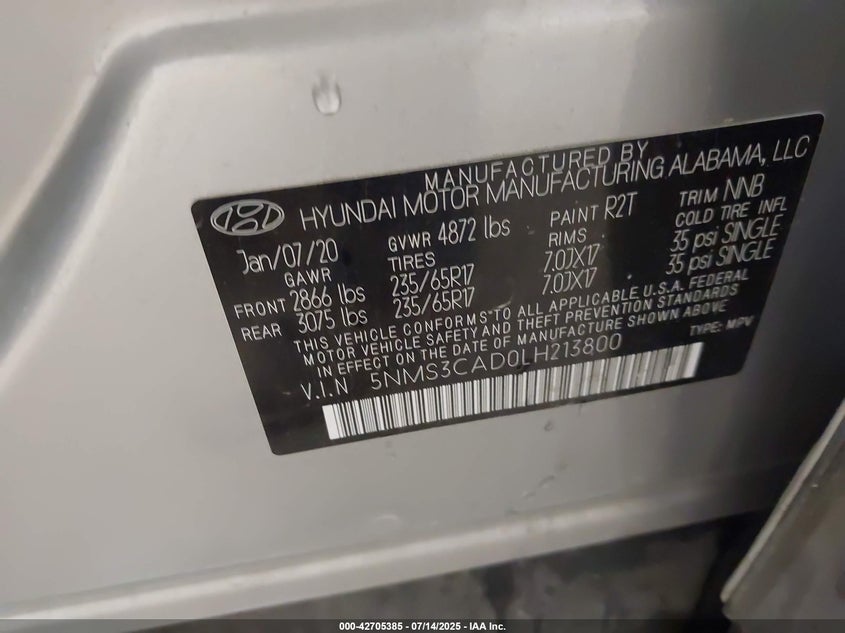 MANUFACTURED BY
HYUNDAI MOTOR MANUFACTURING ALABAMA, LLC
Jan/07/20 GVWR 4872 lbs PAINT R2T TRIM NNB
GAWR TIRES RIMS COLD TIRE INFL
FRONT 2866 lbs 235/65R17 7.0JX17 35 psi SINGLE
REAR 3075 lbs 235/65R17 7.0JX17 35 psi SINGLE
THIS VEHICLE CONFORMS TO ALL APPLICABLE U.S.A. FEDERAL
MOTOR VEHICLE SAFETY AND THEFT PREVENTION STANDARDS
IN EFFECT ON THE DATE OF MANUFACTURE SHOWN ABOVE
V.I.N 5NMS3CAD0LH213800 TYPE: MPV
000-42705385 - 07/14/2025 - IAA Inc.